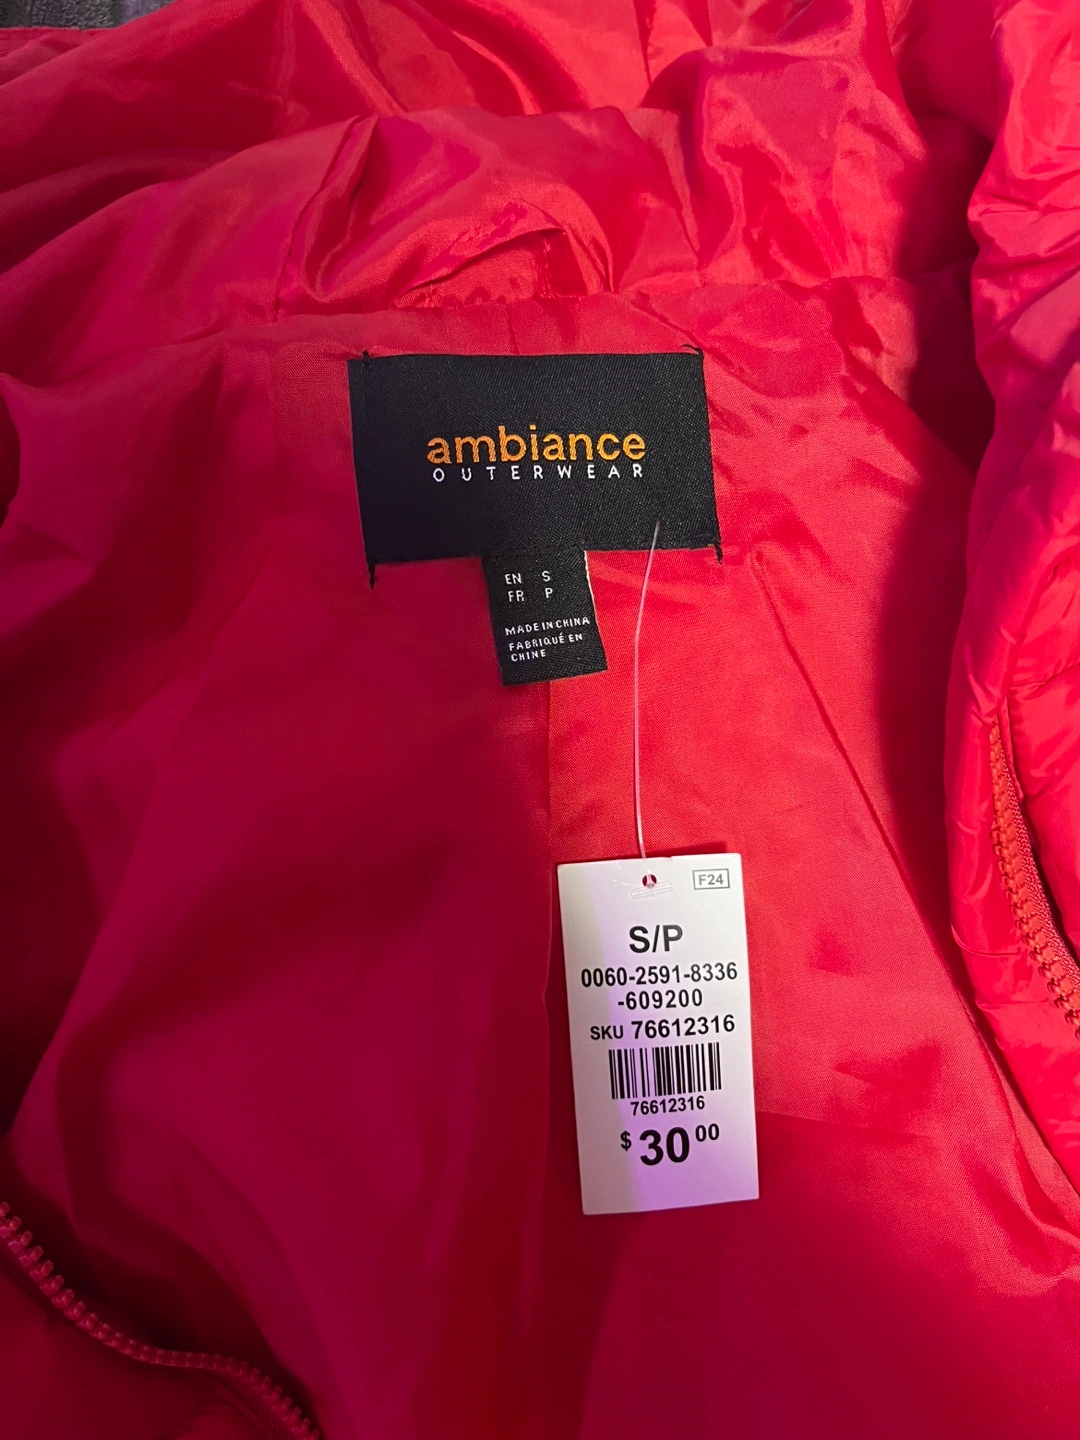 ambiance
OUTERWEAR
EN S
FR P
MADE IN CHINA
FABRIQUÉ EN
CHINE
F24
S/P
0060-2591-8336
-609200
SKU 76612316
76612316
$ 30 00